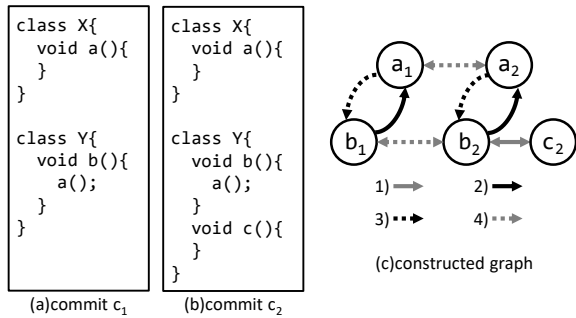 class X{
void a(){
}
}
class Y{
void b(){
a();
}
}
(a)commit c1
class X{
void a(){
}
}
class Y{
void b(){
a();
}
void c(){
}
}
(b)commit c2
a1
a2
b1
b2
c2
1)
2)
3)
4)
(c)constructed graph